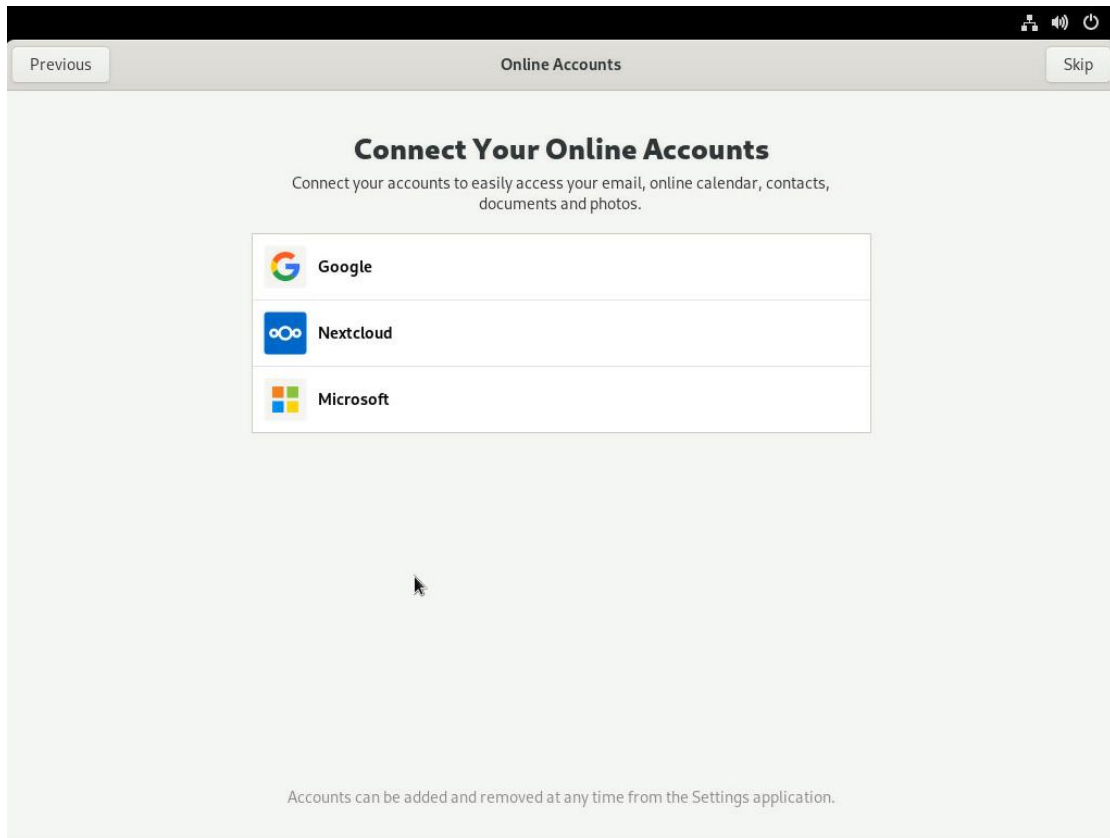 Previous
Online Accounts
Skip
Connect Your Online Accounts
Connect your accounts to easily access your email, online calendar, contacts,
documents and photos.
Google
Nextcloud
Microsoft
Accounts can be added and removed at any time from the Settings application.